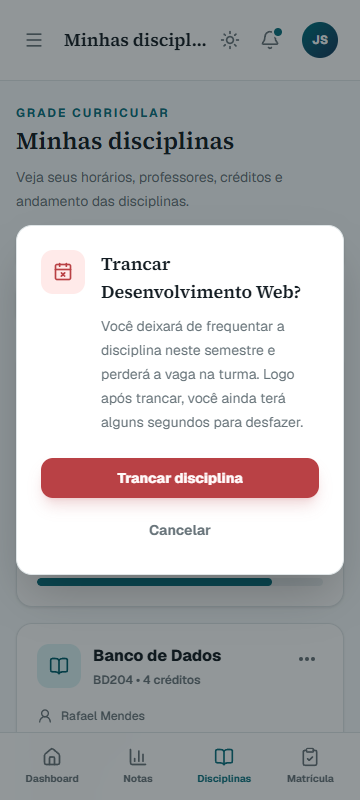 Minhas discipl...
JS
GRADE CURRICULAR
Minhas disciplinas
Veja seus horários, professores, créditos e
andamento das disciplinas.
Trancar
Desenvolvimento Web?
Você deixará de frequentar a
disciplina neste semestre e
perderá a vaga na turma. Logo
após trancar, você ainda terá
alguns segundos para desfazer.
Trancar disciplina
Cancelar
Banco de Dados
BD204 • 4 créditos
Rafael Mendes
Dashboard
Notas
Disciplinas
Matrícula